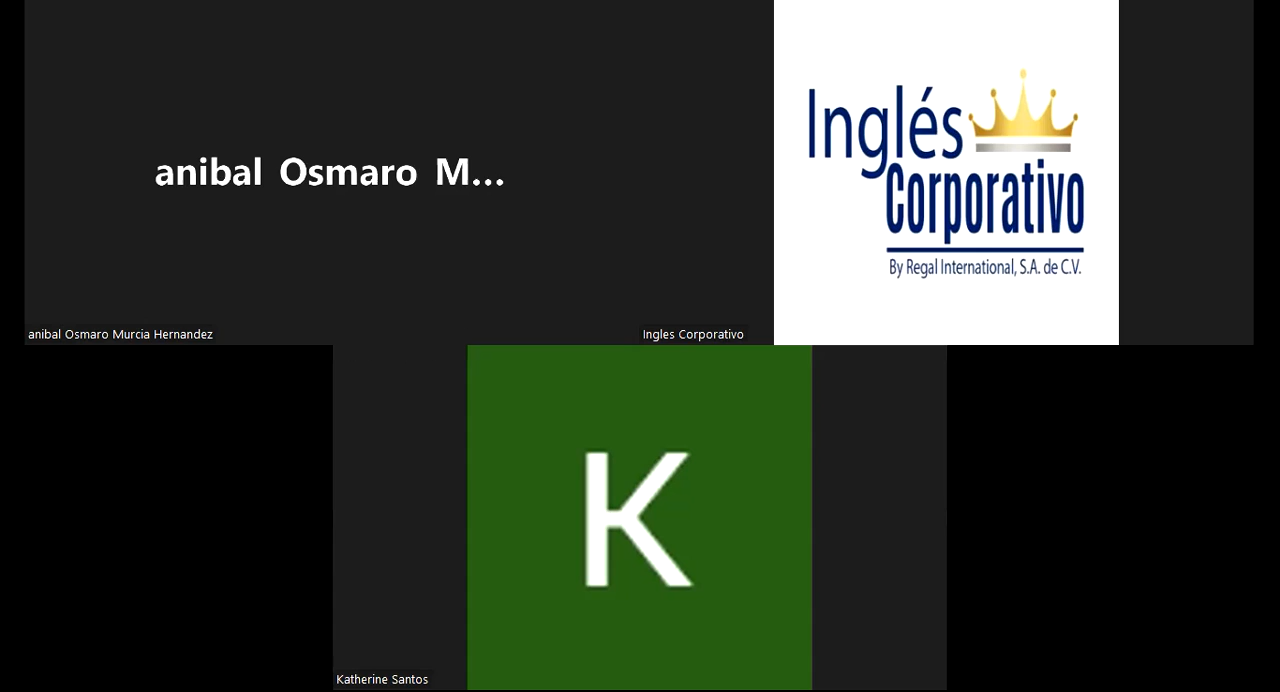 anibal Osmaro M...
anibal Osmaro Murcia Hernandez
Inglés
Corporativo
By Regal International, S.A. de C.V.
Ingles Corporativo
K
Katherine Santos